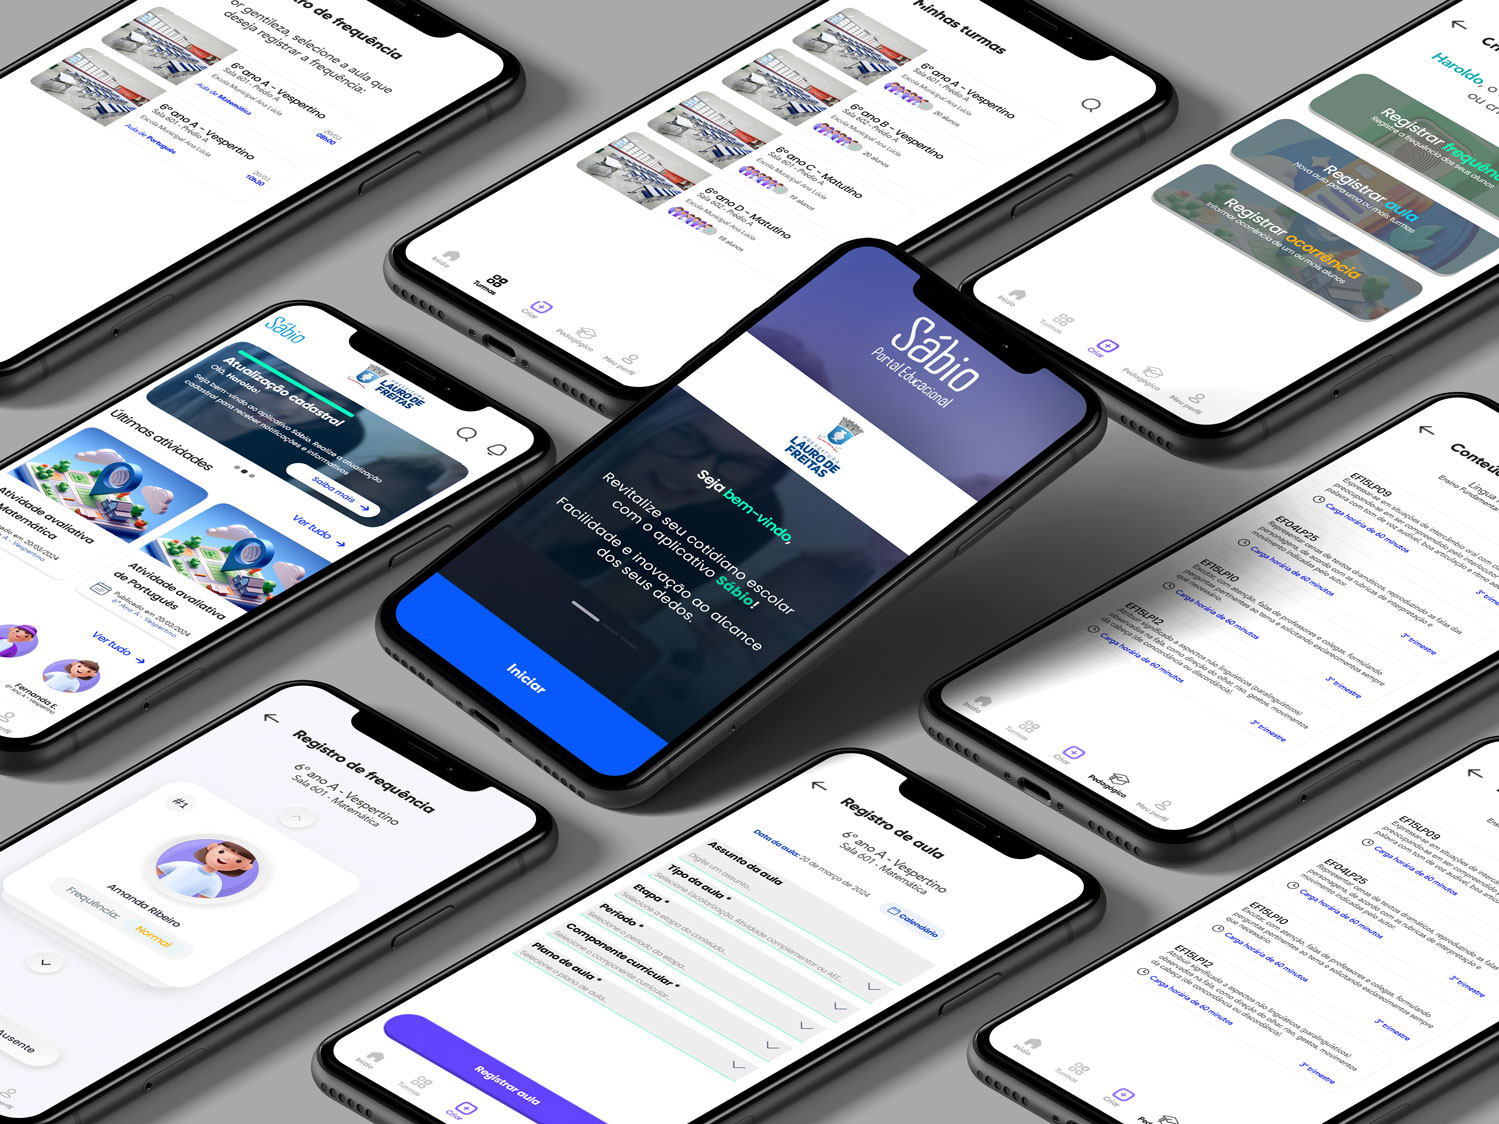 tro de frequência
or gentileza, selecione a aula que
deseja registrar a frequência:
6º ano A - Vespertino
Sala 601 - Prédio A
Escola Municipal Ana Lúcia
Aula de Matemática
20/03
08h00
6º ano A - Vespertino
Sala 601 - Prédio A
Escola Municipal Ana Lúcia
Aula de Português
20/03
10h30
Minhas turmas
6º ano A - Vespertino
Sala 601 - Prédio A
Escola Municipal Ana Lúcia
20 alunos
6º ano B - Vespertino
Sala 602 - Prédio A
Escola Municipal Ana Lúcia
20 alunos
6º ano C - Matutino
Sala 601 - Prédio A
Escola Municipal Ana Lúcia
19 alunos
6º ano D - Matutino
Sala 602 - Prédio A
Escola Municipal Ana Lúcia
18 alunos
Início
Turmas
Criar
Pedagógico
Meu perfil
Haroldo, o
ou cr
Registrar frequênc
Registre a frequência dos seus alunos
Registrar aula
Nova aula para uma ou mais turmas
Registrar ocorrência
Informar ocorrência de um ou mais alunos
Início
Turmas
Criar
Pedagógico
Meu perfil
Sábio
PREFEITURA
LAURO DE
FREITAS
Atualização cadastral
Olá, Haroldo!
Seja bem-vindo ao aplicativo Sábio. Realize a atualização
cadastral para receber notificações e informativos
Saiba mais
Últimas atividades
Ver tudo
Atividade avaliativa
Matemática
icado em 20/03/2024
A - Vespertino
Atividade avaliativa
de Português
Publicado em 20/03/2024
6º Ano A - Vespertino
Ver tudo
Fernanda E.
6º Ano A - Vespertino
perfil
Sábio
Portal Educacional
PREFEITURA
LAURO DE
FREITAS
Seja bem-vindo,
Revitalize seu cotidiano escolar
com o aplicativo Sábio!
Facilidade e inovação ao alcance
dos seus dedos.
Iniciar
Conteúd
Língua
Ensino Fundamental
EF15LP09
Expressar-se em situações de intercâmbio oral com cl
preocupando-se em ser compreendido pelo interlocutor
palavra com tom de voz audível, boa articulação e ritmo ad
Carga horária de 60 minutos
3º trime
EF04LP25
Representar cenas de textos dramáticos, reproduzindo as falas das
personagens, de acordo com as rubricas de interpretação e
movimento indicadas pelo autor.
Carga horária de 60 minutos
3º trimestre
EF15LP10
Escutar, com atenção, falas de professores e colegas, formulando
perguntas pertinentes ao tema e solicitando esclarecimentos sempre
que necessário.
Carga horária de 60 minutos
3º trimestre
EF15LP12
Atribuir significado a aspectos não linguísticos (paralinguísticos)
observados na fala, como direção do olhar, riso, gestos, movimentos
da cabeça (de concordância ou discordância)
Carga horária de 60 minutos
3º trimestre
Início
Turmas
Criar
Pedagógico
Meu perfil
Registro de frequência
6º ano A - Vespertino
Sala 601 - Matemática
#1
Amanda Ribeiro
Frequência: Normal
Ausente
perfil
Registro de aula
6º ano A - Vespertino
Sala 601 - Matemática
Data da aula: 20 de março de 2024
Calendário
Assunto da aula
Digite um assunto...
Tipo da aula *
Selecione Escolarização, Atividade complementar ou AEE...
Etapa *
Selecione a etapa do conteúdo...
Período *
Selecione o período da etapa...
Componente curricular *
Selecione o componente curricular...
Plano de aula *
Selecione o plano de aula...
Registrar aula
Início
Turmas
Criar
Ensino
EF15LP09
Expressar-se em situações de intercâmbio oral com
preocupando-se em ser compreendido pelo interlocu
palavra com tom de voz audível, boa articulação e ritmo
Carga horária de 60 minutos
EF04LP25
Representar cenas de textos dramáticos, reproduzindo as falas
personagens, de acordo com as rubricas de interpretação e
movimento indicadas pelo autor.
Carga horária de 60 minutos
3º trimestre
EF15LP10
Escutar, com atenção, falas de professores e colegas, formulando
perguntas pertinentes ao tema e solicitando esclarecimentos sempre
que necessário.
Carga horária de 60 minutos
3º trimestre
EF15LP12
Atribuir significado a aspectos não linguísticos (paralinguísticos)
observados na fala, como direção do olhar, riso, gestos, movimentos
da cabeça (de concordância ou discordância)
Carga horária de 60 minutos
3º trimestre
Início
Turmas
Criar